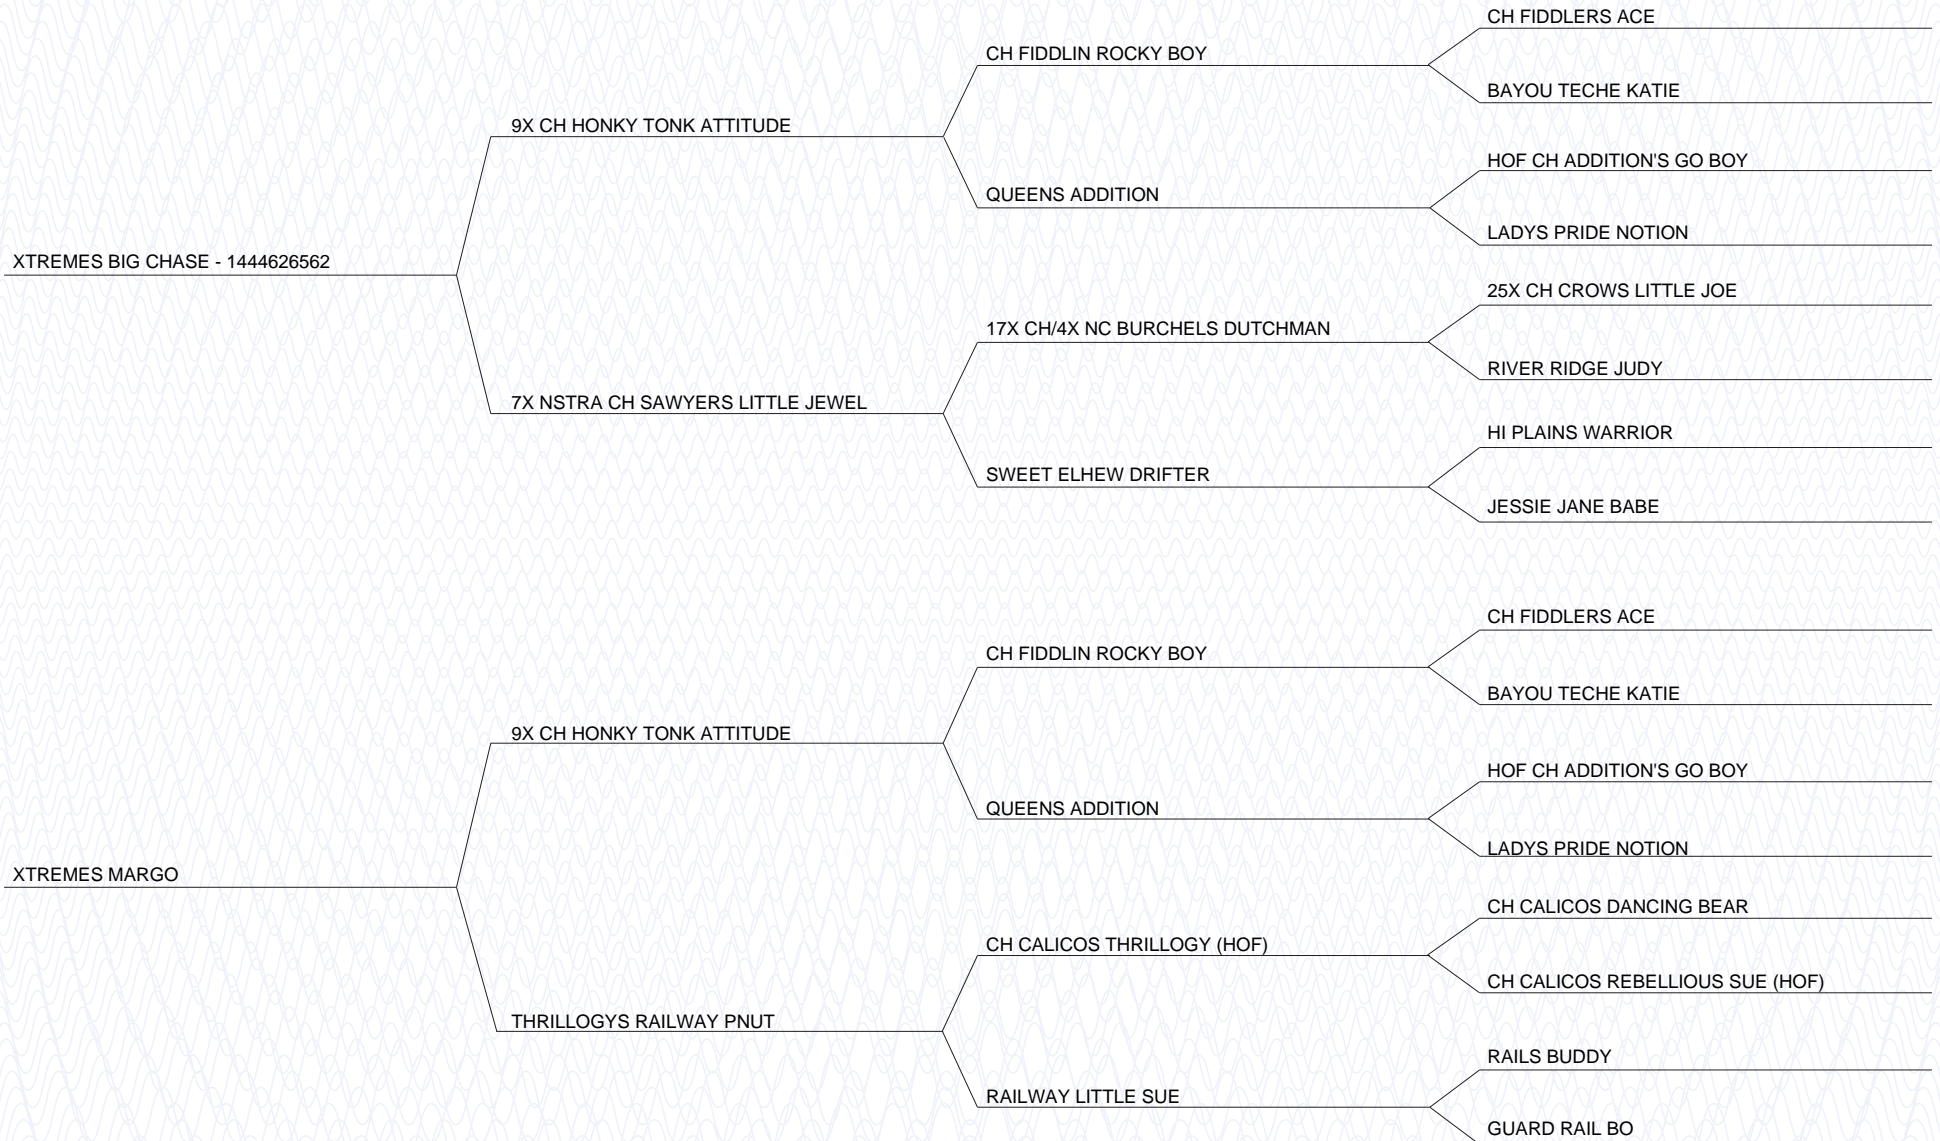 CH FIDDLERS ACE
CH FIDDLIN ROCKY BOY
BAYOU TECHE KATIE
9X CH HONKY TONK ATTITUDE
HOF CH ADDITION'S GO BOY
QUEENS ADDITION
LADYS PRIDE NOTION
XTREMES BIG CHASE - 1444626562
25X CH CROWS LITTLE JOE
17X CH/4X NC BURCHELS DUTCHMAN
RIVER RIDGE JUDY
7X NSTRA CH SAWYERS LITTLE JEWEL
HI PLAINS WARRIOR
SWEET ELHEW DRIFTER
JESSIE JANE BABE
CH FIDDLERS ACE
CH FIDDLIN ROCKY BOY
BAYOU TECHE KATIE
9X CH HONKY TONK ATTITUDE
HOF CH ADDITION'S GO BOY
QUEENS ADDITION
LADYS PRIDE NOTION
XTREMES MARGO
CH CALICOS DANCING BEAR
CH CALICOS THRILLOGY (HOF)
CH CALICOS REBELLIOUS SUE (HOF)
THRILLOGYS RAILWAY PNUT
RAILS BUDDY
RAILWAY LITTLE SUE
GUARD RAIL BO